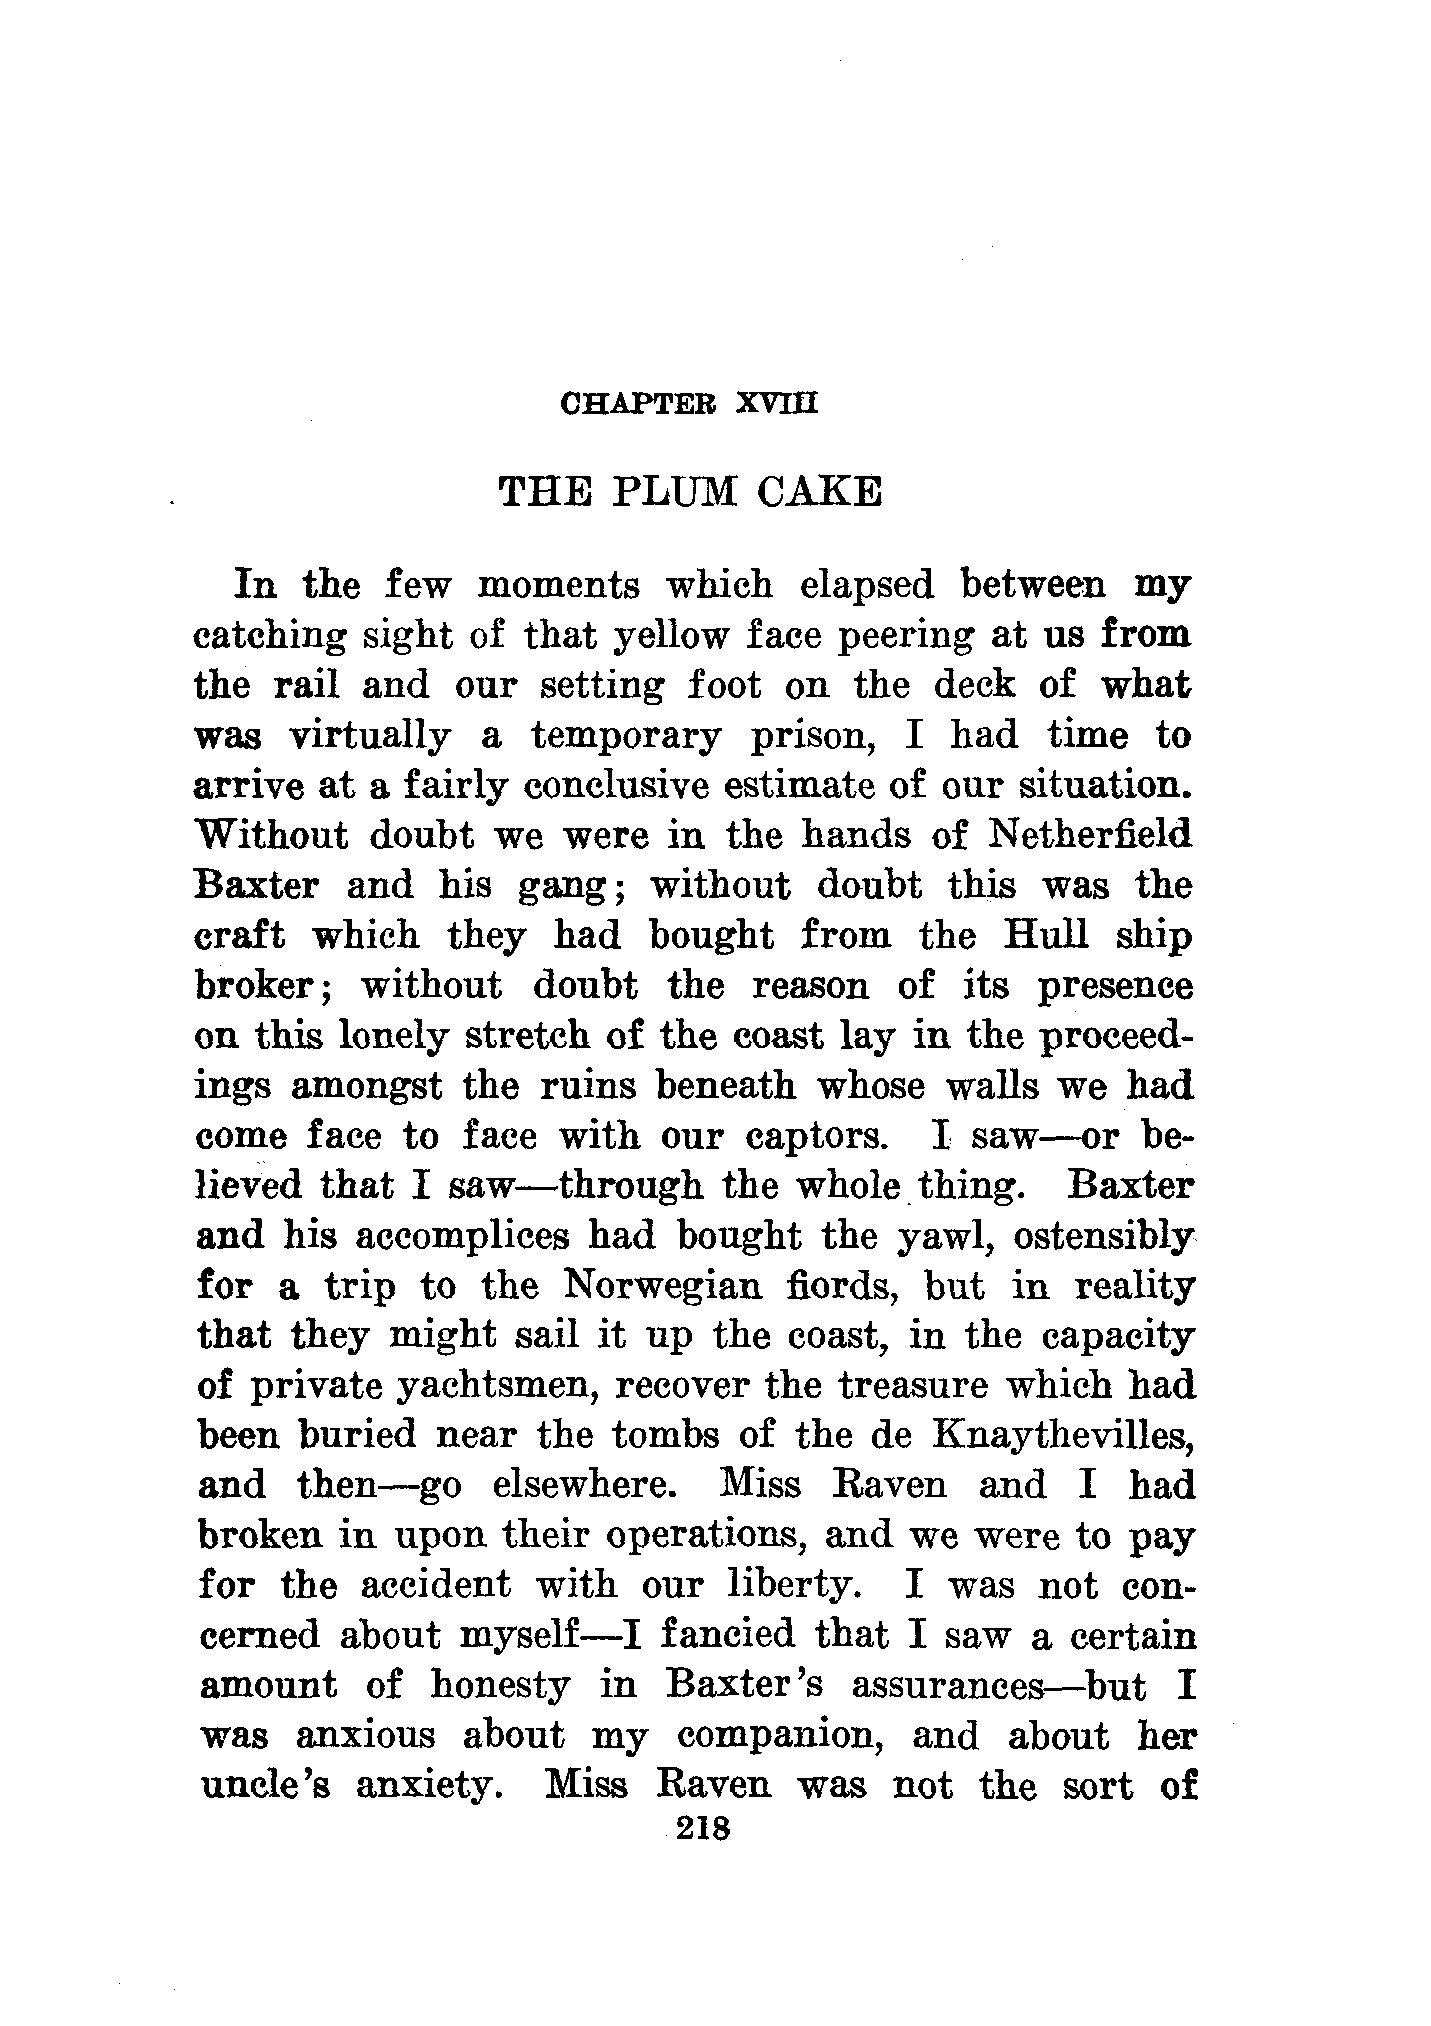 CHAPTER XVIII
THE PLUM CAKE
In the few moments which elapsed between my
catching sight of that yellow face peering at us from
the rail and our setting foot on the deck of what
was virtually a temporary prison, I had time to
arrive at a fairly conclusive estimate of our situation.
Without doubt we were in the hands of Netherfield
Baxter and his gang; without doubt this was the
craft which they had bought from the Hull ship
broker; without doubt the reason of its presence
on this lonely stretch of the coast lay in the proceed-
ings amongst the ruins beneath whose walls we had
come face to face with our captors. I saw—or be-
lieved that I saw—through the whole thing. Baxter
and his accomplices had bought the yawl, ostensibly
for a trip to the Norwegian fiords, but in reality
that they might sail it up the coast, in the capacity
of private yachtsmen, recover the treasure which had
been buried near the tombs of the de Knaythevilles,
and then—go elsewhere. Miss Raven and I had
broken in upon their operations, and we were to pay
for the accident with our liberty. I was not con-
cerned about myself—I fancied that I saw a certain
amount of honesty in Baxter's assurances—but I
was anxious about my companion, and about her
uncle's anxiety. Miss Raven was not the sort of
218